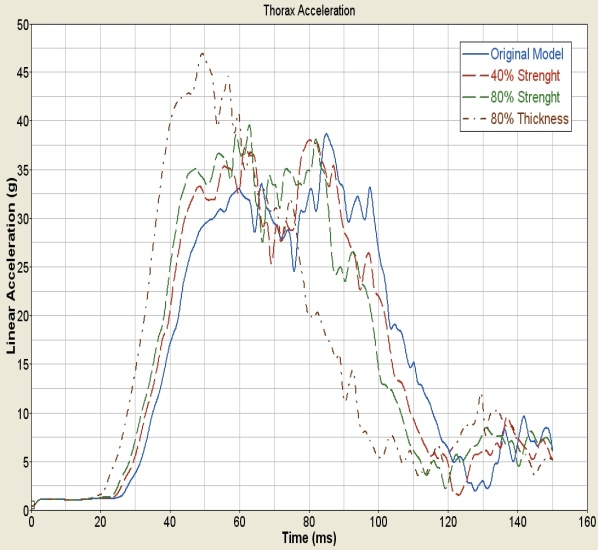 Thorax Acceleration
50
45
40
35
30
25
20
15
10
5
0
Linear Acceleration (g)
Original Model
40% Strenght
80% Strenght
80% Thickness
0
20
40
60
80
100
120
140
160
Time (ms)